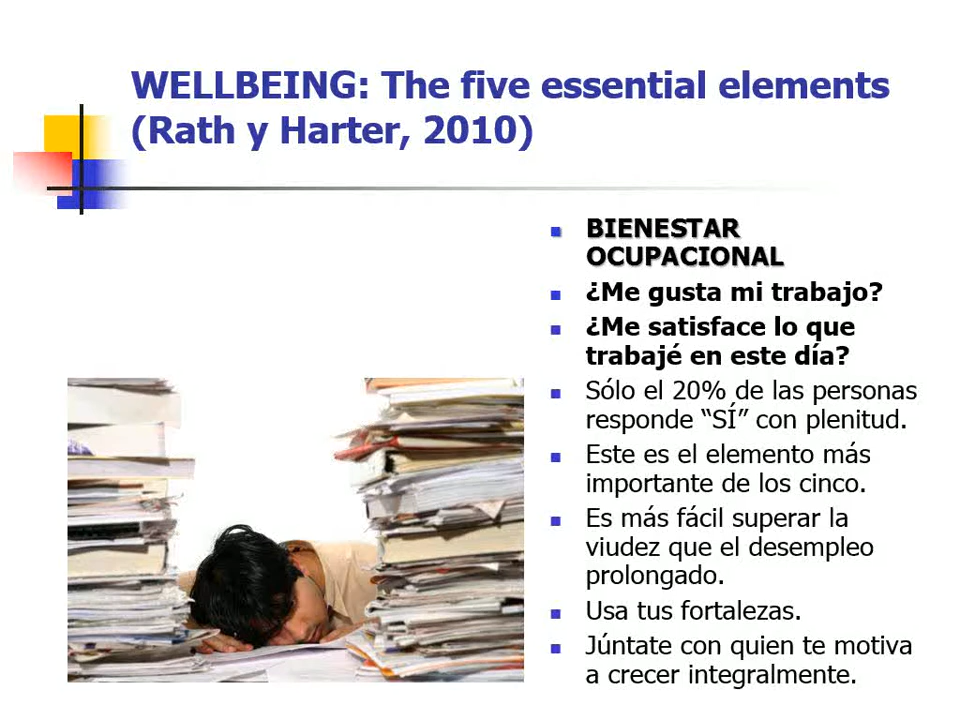 WELLBEING: The five essential elements
(Rath y Harter, 2010)
BIENESTAR
OCUPACIONAL
¿Me gusta mi trabajo?
¿Me satisface lo que
trabajé en este día?
Sólo el 20% de las personas
responde “SÍ” con plenitud.
Este es el elemento más
importante de los cinco.
Es más fácil superar la
viudez que el desempleo
prolongado.
Usa tus fortalezas.
Júntate con quien te motiva
a crecer integralmente.